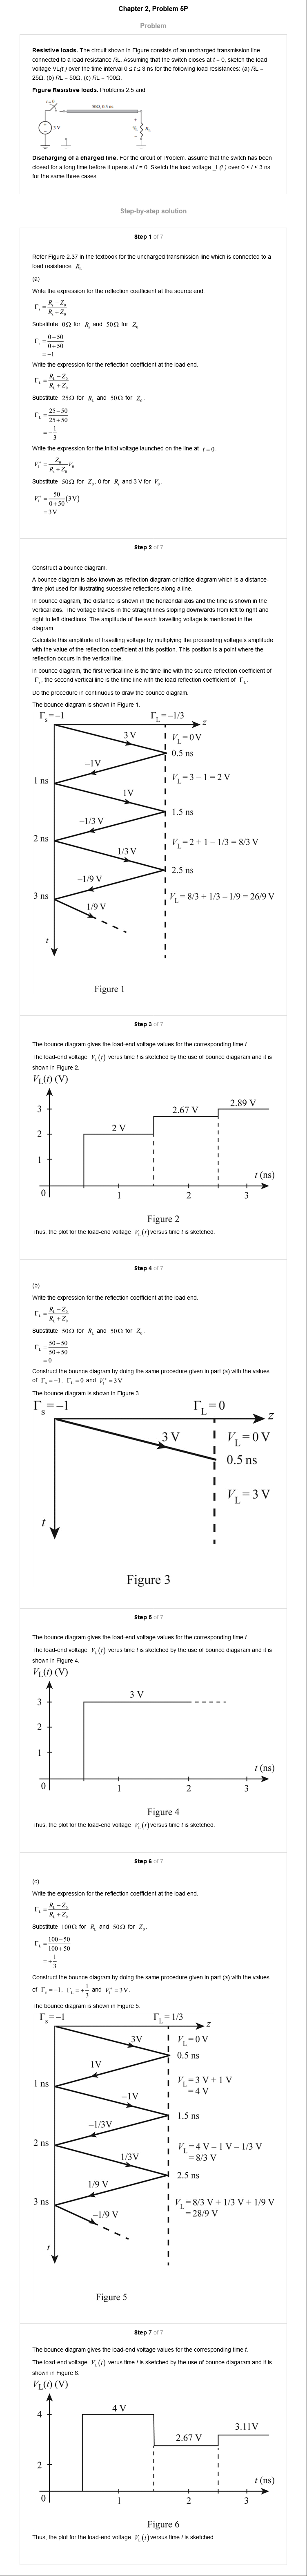 Chapter 2, Problem 5P
Problem
Resistive loads. The circuit shown in Figure consists of an uncharged transmission line
connected to a load resistance RL. Assuming that the switch closes at t = 0, sketch the load
voltage VL(t ) over the time interval 0 ≤ t ≤ 3 ns for the following load resistances: (a) RL =
25Ω, (b) RL = 50Ω, (c) RL = 100Ω.
Figure Resistive loads. Problems 2.5 and
t = 0
50Ω, 0.5 ns
3 V
+
V_L
R_L
−
Discharging of a charged line. For the circuit of Problem. assume that the switch has been
closed for a long time before it opens at t = 0. Sketch the load voltage _L(t ) over 0 ≤ t ≤ 3 ns
for the same three cases
Step-by-step solution
Step 1 of 7
Refer Figure 2.37 in the textbook for the uncharged transmission line which is connected to a
load resistance R_L.
(a)
Write the expression for the reflection coefficient at the source end.
Γ_s = (R_s − Z_0)/(R_s + Z_0)
Substitute 0Ω for R_s and 50Ω for Z_0.
Γ_s = (0−50)/(0+50)
= −1
Write the expression for the reflection coefficient at the load end.
Γ_L = (R_L − Z_0)/(R_L + Z_0)
Substitute 25Ω for R_L and 50Ω for Z_0.
Γ_L = (25−50)/(25+50)
= −1/3
Write the expression for the initial voltage launched on the line at t = 0.
V_1^+ = Z_0/(R_s + Z_0) V_0
Substitute 50Ω for Z_0, 0 for R_s and 3 V for V_0.
V_1^+ = 50/(0+50) (3 V)
= 3 V
Step 2 of 7
Construct a bounce diagram.
A bounce diagram is also known as reflection diagram or lattice diagram which is a distance-
time plot used for illustrating sucessive reflections along a line.
In bounce diagram, the distance is shown in the horizontal axis and the time is shown in the
vertical axis. The voltage travels in the straight lines sloping downwards from left to right and
right to left directions. The amplitude of the each travelling voltage is mentioned in the
diagram.
Calculate this amplitude of travelling voltage by multiplying the proceeding voltage's amplitude
with the value of the reflection coefficient at this position. This position is a point where the
reflection occurs in the vertical line.
In bounce diagram, the first vertical line is the time line with the source reflection coefficient of
Γ_s, the second vertical line is the time line with the load reflection coefficient of Γ_L
Do the procedure in continuous to draw the bounce diagram.
The bounce diagram is shown in Figure 1.
Γ_s = −1 Γ_L = −1/3 z
3 V V_L = 0 V
0.5 ns
−1V
1 ns V_L = 3 − 1 = 2 V
1V
1.5 ns
−1/3 V
2 ns V_L = 2 + 1 − 1/3 = 8/3 V
1/3 V
2.5 ns
−1/9 V
3 ns V_L = 8/3 + 1/3 − 1/9 = 26/9 V
1/9 V
t
Figure 1
Step 3 of 7
The bounce diagram gives the load-end voltage values for the corresponding time t.
The load-end voltage V_L(t) verus time t is sketched by the use of bounce diagaram and it is
shown in Figure 2.
V_L(t) (V)
3 2.67 V 2.89 V
2 2 V
1
t (ns)
0 1 2 3
Figure 2
Thus, the plot for the load-end voltage V_L(t) versus time t is sketched.
Step 4 of 7
(b)
Write the expression for the reflection coefficient at the load end.
Γ_L = (R_L − Z_0)/(R_L + Z_0)
Substitute 50Ω for R_L and 50Ω for Z_0.
Γ_L = (50−50)/(50+50)
= 0
Construct the bounce diagram by doing the same procedure given in part (a) with the values
of Γ_s = −1, Γ_L = 0 and V_1^+ = 3 V.
The bounce diagram is shown in Figure 3.
Γ_s = −1 Γ_L = 0
z
3 V V_L = 0 V
0.5 ns
V_L = 3 V
t
Figure 3
Step 5 of 7
The bounce diagram gives the load-end voltage values for the corresponding time t.
The load-end voltage V_L(t) verus time t is sketched by the use of bounce diagaram and it is
shown in Figure 4.
V_L(t) (V)
3 3 V
2
1
t (ns)
0 1 2 3
Figure 4
Thus, the plot for the load-end voltage V_L(t) versus time t is sketched.
Step 6 of 7
(c)
Write the expression for the reflection coefficient at the load end.
Γ_L = (R_L − Z_0)/(R_L + Z_0)
Substitute 100Ω for R_L and 50Ω for Z_0.
Γ_L = (100−50)/(100+50)
= +1/3
Construct the bounce diagram by doing the same procedure given in part (a) with the values
of Γ_s = −1, Γ_L = +1/3 and V_1^+ = 3 V.
The bounce diagram is shown in Figure 5.
Γ_s = −1 Γ_L = 1/3
z
3V V_L = 0 V
0.5 ns
1V
1 ns V_L = 3 V + 1 V
= 4 V
−1V
1.5 ns
−1/3V
2 ns V_L = 4 V − 1 V − 1/3 V
= 8/3 V
1/3V
2.5 ns
1/9 V
3 ns V_L = 8/3 V + 1/3 V + 1/9 V
= 28/9 V
−1/9 V
t
Figure 5
Step 7 of 7
The bounce diagram gives the load-end voltage values for the corresponding time t.
The load-end voltage V_L(t) verus time t is sketched by the use of bounce diagaram and it is
shown in Figure 6.
V_L(t) (V)
4 4 V
2.67 V 3.11V
2
t (ns)
0 1 2 3
Figure 6
Thus, the plot for the load-end voltage V_L(t) versus time t is sketched.